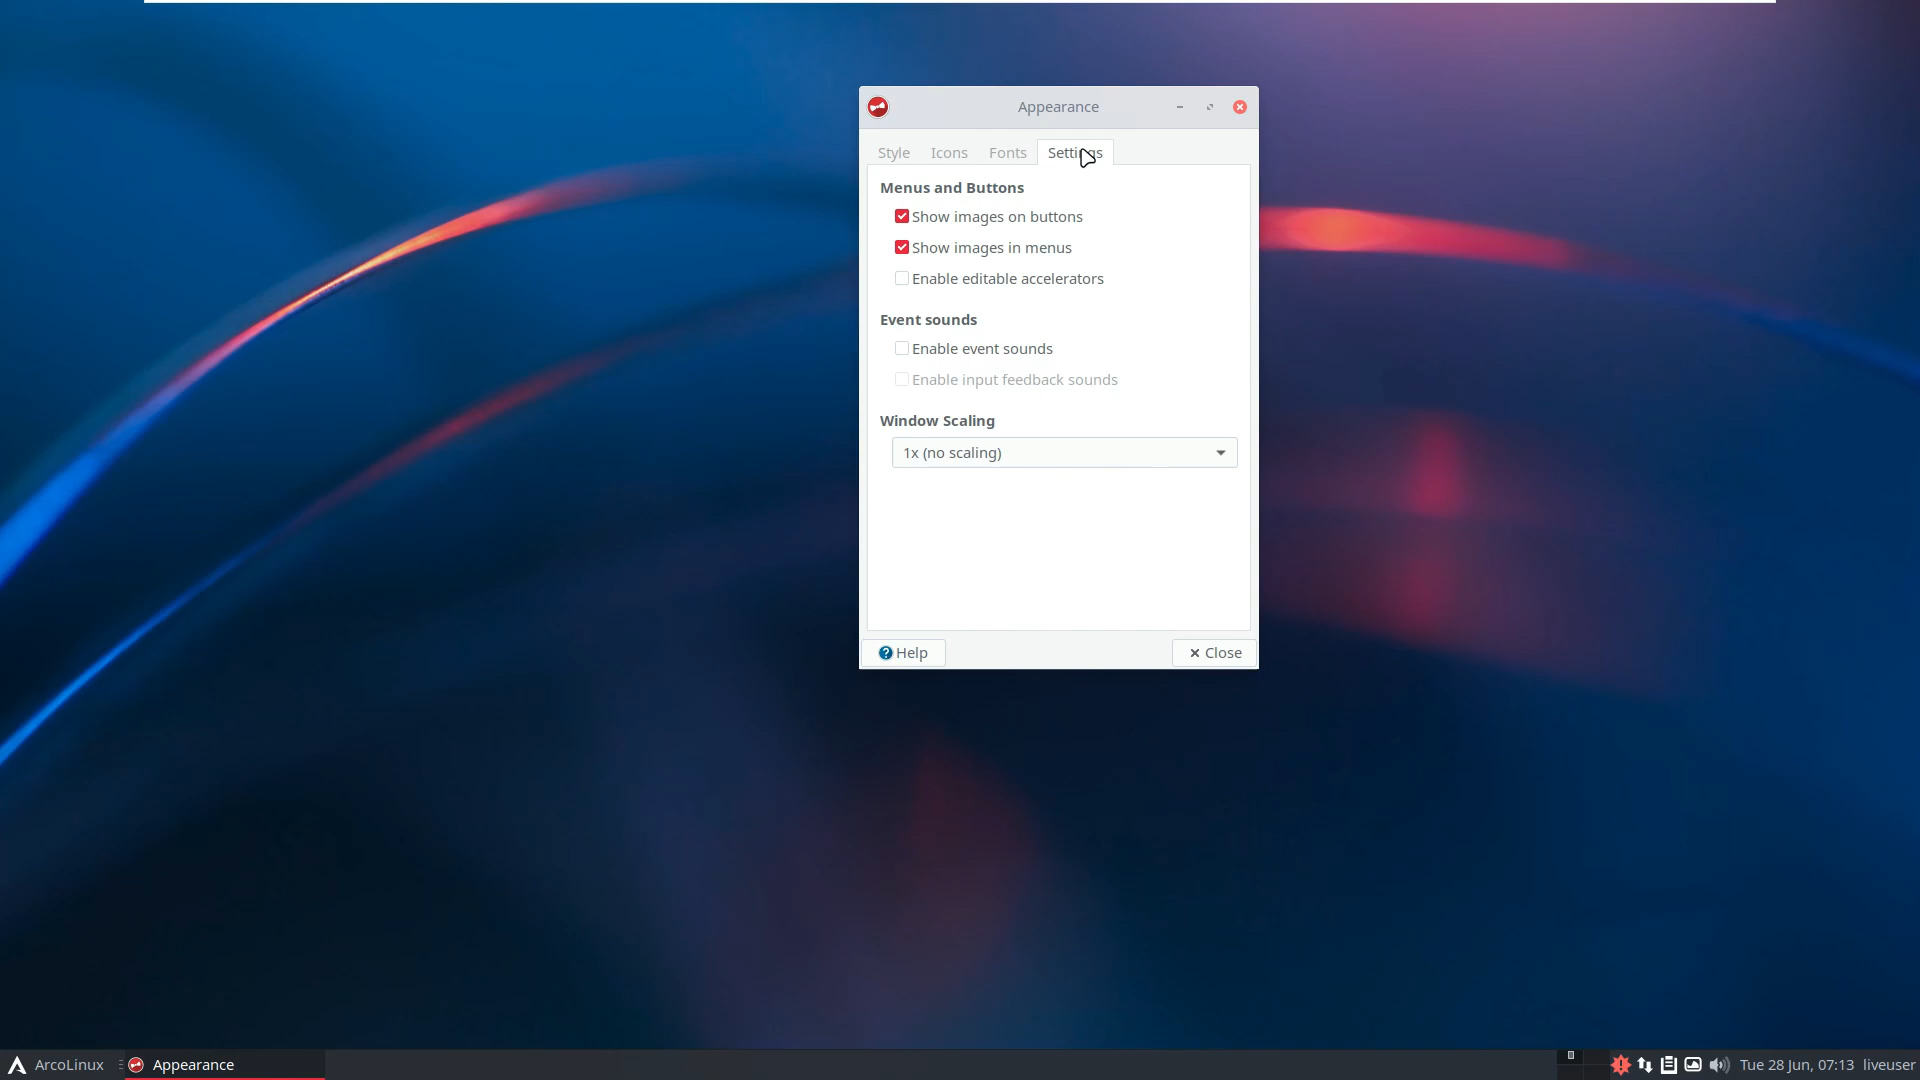 Appearance
Style Icons Fonts Settings
Menus and Buttons
Show images on buttons
Show images in menus
Enable editable accelerators
Event sounds
Enable event sounds
Enable input feedback sounds
Window Scaling
1x (no scaling)
Help Close
ArcoLinux Appearance Tue 28 Jun, 07:13 liveuser